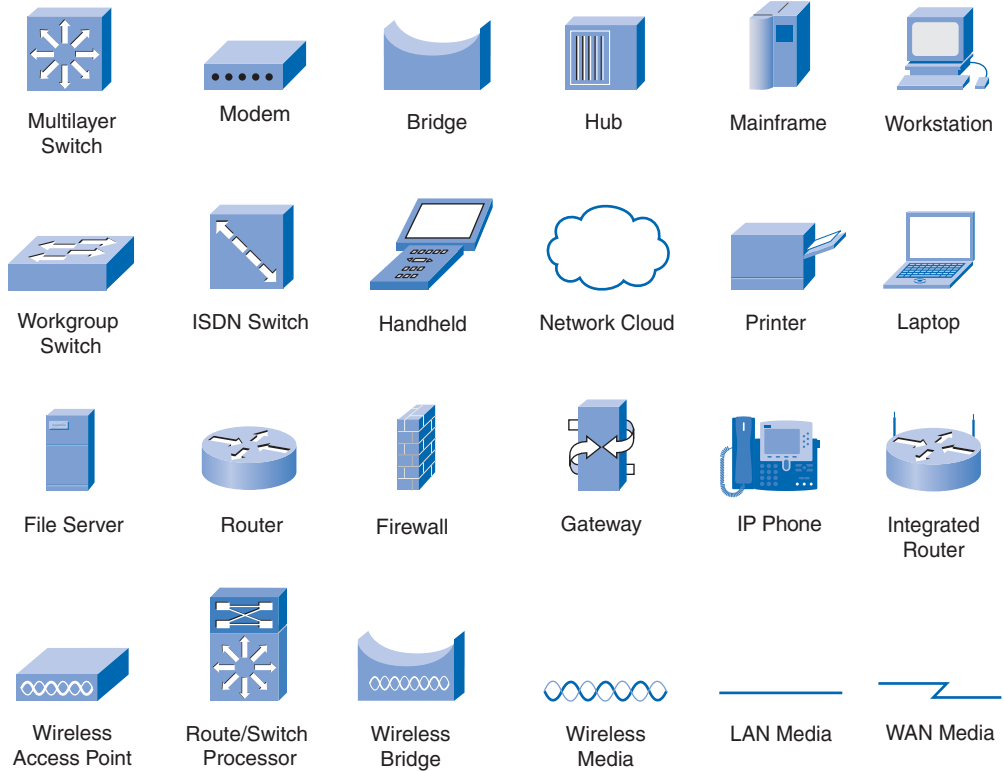 Multilayer
Switch
Modem
Bridge
Hub
Mainframe
Workstation
Workgroup
Switch
ISDN Switch
Handheld
Network Cloud
Printer
Laptop
File Server
Router
Firewall
Gateway
IP Phone
Integrated
Router
Wireless
Access Point
Route/Switch
Processor
Wireless
Bridge
Wireless
Media
LAN Media
WAN Media